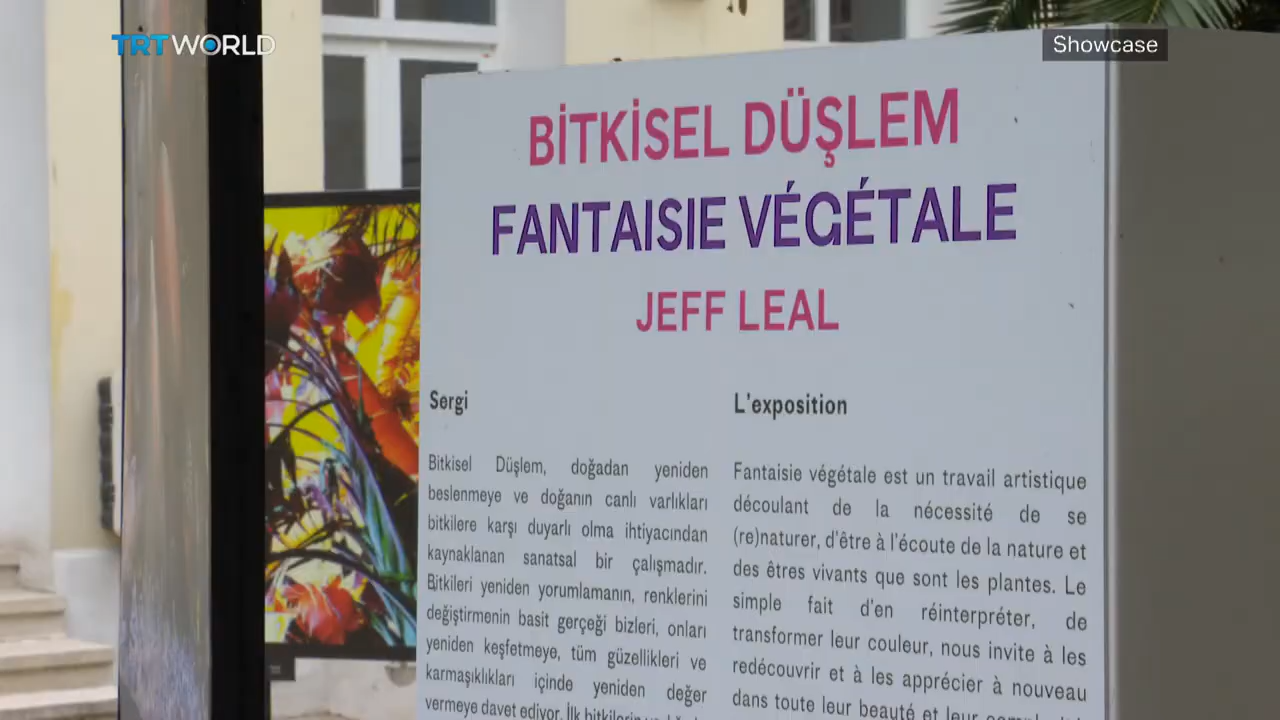 TRT WORLD
Showcase
BİTKİSEL DÜŞLEM
FANTAISIE VÉGÉTALE
JEFF LEAL
Sergi
Bitkisel Düşlem, doğadan yeniden
beslenmeye ve doğanın canlı varlıkları
bitkilere karşı duyarlı olma ihtiyacından
kaynaklanan sanatsal bir çalışmadır.
Bitkileri yeniden yorumlamanın, renklerini
değiştirmenin basit gerçeği bizleri, onları
yeniden keşfetmeye, tüm güzellikleri ve
karmaşıklıkları içinde yeniden değer
vermeye davet ediyor. İlk bitkilerin
L'exposition
Fantaisie végétale est un travail artistique
découlant de la nécessité de se
(re)naturer, d'être à l'écoute de la nature et
des êtres vivants que sont les plantes. Le
simple fait d'en réinterpréter, de
transformer leur couleur, nous invite à les
redécouvrir et à les apprécier à nouveau
dans toute leur beauté et leur